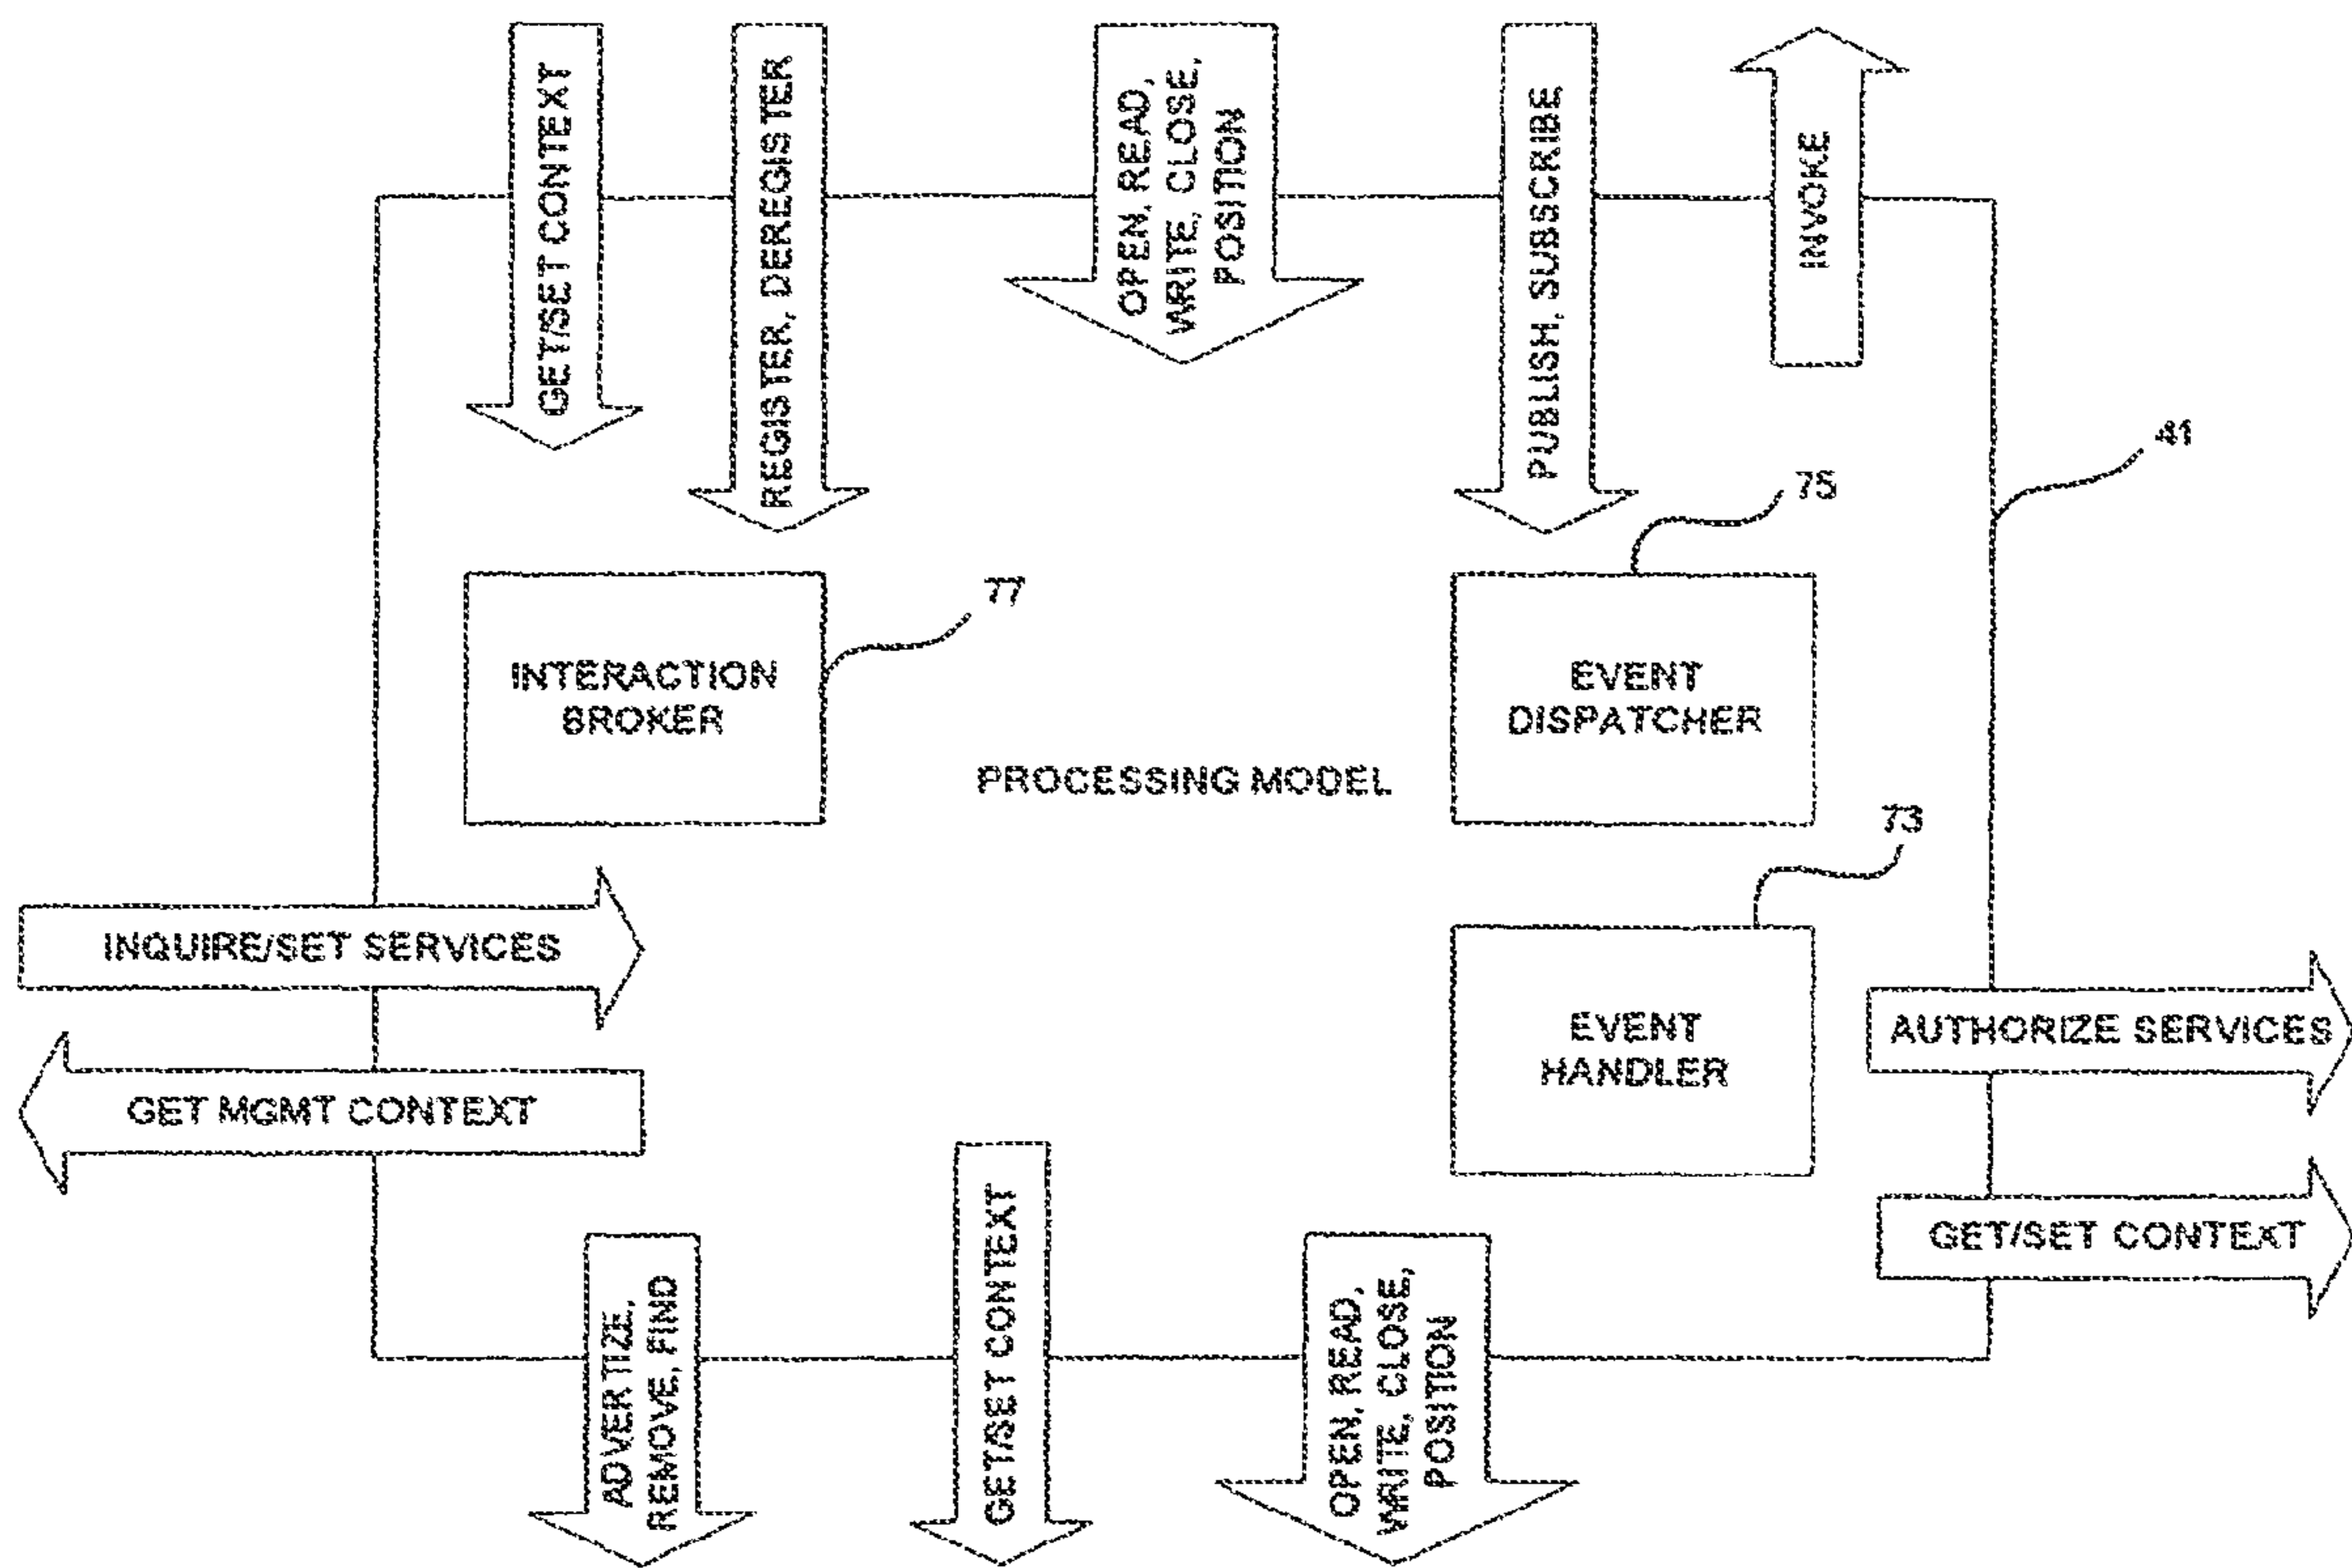 GET/SET CONTEXT
REGISTER, DEREGISTER
OPEN, READ,
WRITE, CLOSE,
POSITION
PUBLISH, SUBSCRIBE
INVOKE
41
75
77
INTERACTION
BROKER
EVENT
DISPATCHER
PROCESSING MODEL
73
INQUIRE/SET SERVICES
EVENT
HANDLER
AUTHORIZE SERVICES
GET MGMT CONTEXT
GET/SET CONTEXT
ADVERTIZE,
REMOVE, FIND
GET/SET CONTEXT
OPEN, READ,
WRITE, CLOSE,
POSITION